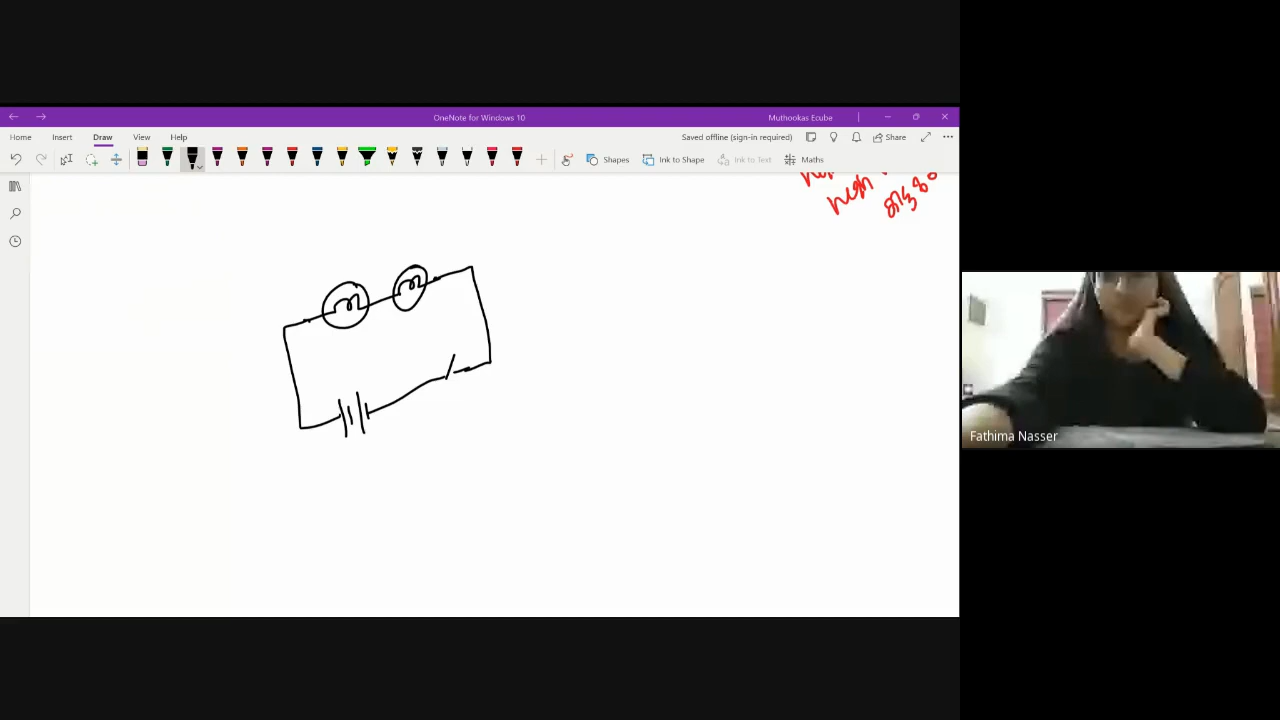 OneNote for Windows 10
Muthookas Ecube
Home Insert Draw View Help
Saved offline (sign-in required)
Share
Shapes
Ink to Shape
Ink to Text
Maths
Fathima Nasser